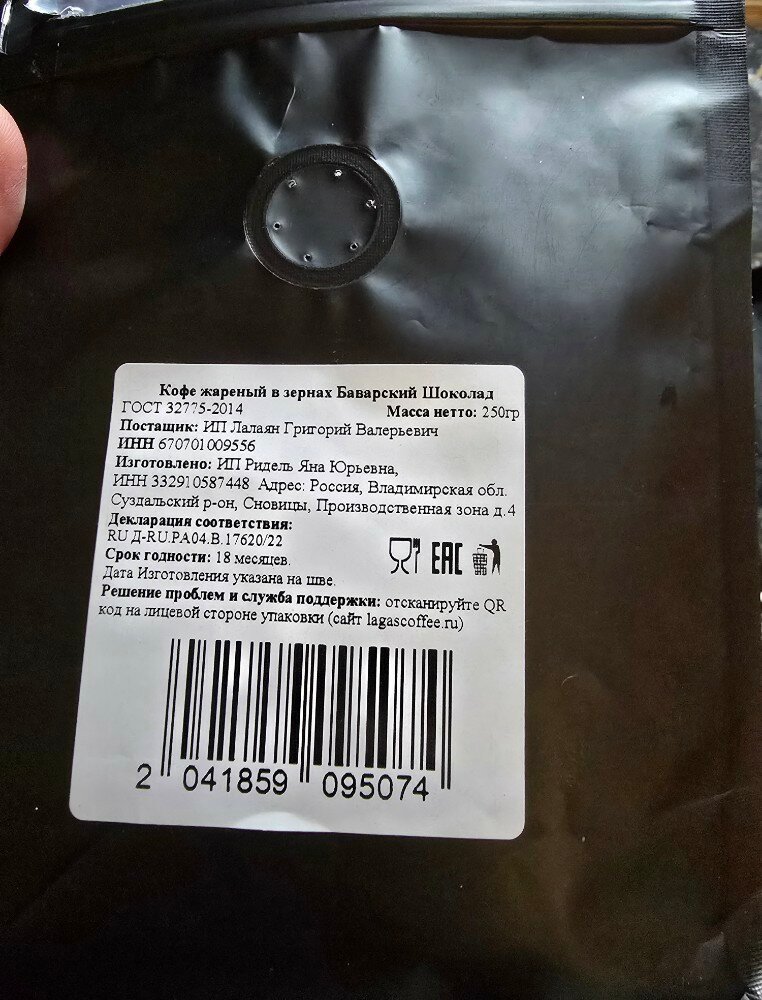 Кофе жареный в зернах Баварский Шоколад
ГОСТ 32775-2014 Масса нетто: 250гр
Постащик: ИП Лалаян Григорий Валерьевич
ИНН 670701009556
Изготовлено: ИП Ридель Яна Юрьевна,
ИНН 332910587448 Адрес: Россия, Владимирская обл.
Суздальский р-он, Сновицы, Производственная зона д.4
Декларация соответствия:
RU Д-RU.РА04.В.17620/22
Срок годности: 18 месяцев.
Дата Изготовления указана на шве.
EAC
Решение проблем и служба поддержки: отсканируйте QR
код на лицевой стороне упаковки (сайт lagascoffee.ru)
2 041859 095074